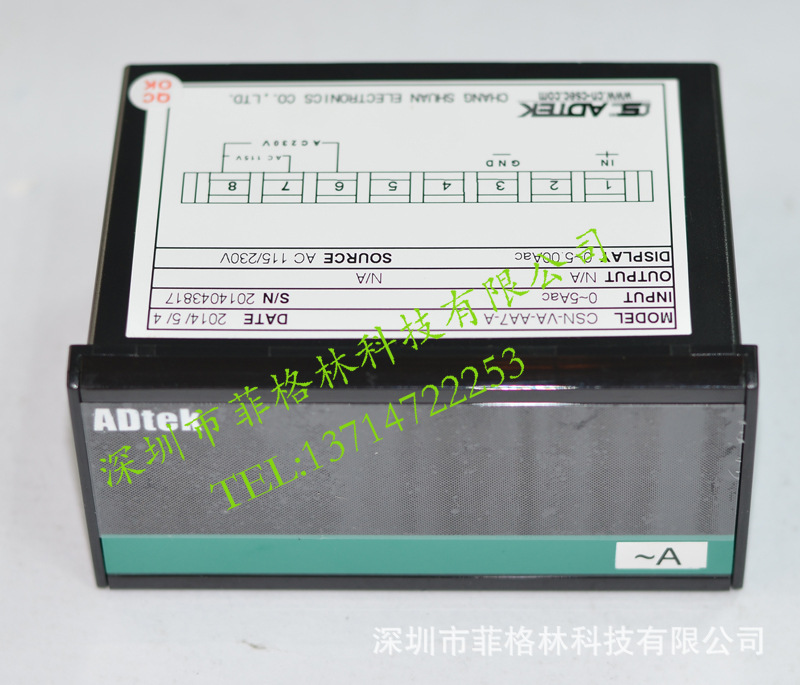 QC
OK
CSEC ADTEK
www.cn-csec.com
CHANG SHUAN ELECTRONICS CO.,LTD.
AC 230V
AC 115V
IN
GND
1 2 3 4 5 6 7 8
MODEL CSN-VA-AA7-A DATE 2014/5/4
INPUT 0~5Aac S/N 2014043817
OUTPUT N/A N/A
DISPLAY 0~5.00Aac SOURCE AC 115/230V
ADtek
深圳市菲格林科技有限公司
TEL:13714722253
~A
深圳市菲格林科技有限公司